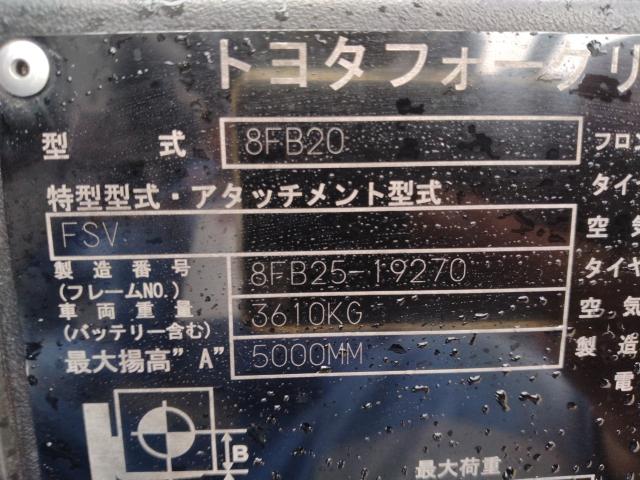 トヨタフォークリ
型 式 8FB20 フロン
特型型式・アタッチメント型式 タイ
FSV 空 気
製造番号 (フレームNO.) 8FB25-19270 タイヤ
車両重量 (バッテリー含む) 3610KG 空 気
最大揚高"A" 5000MM 製 造
電
B
最大荷重